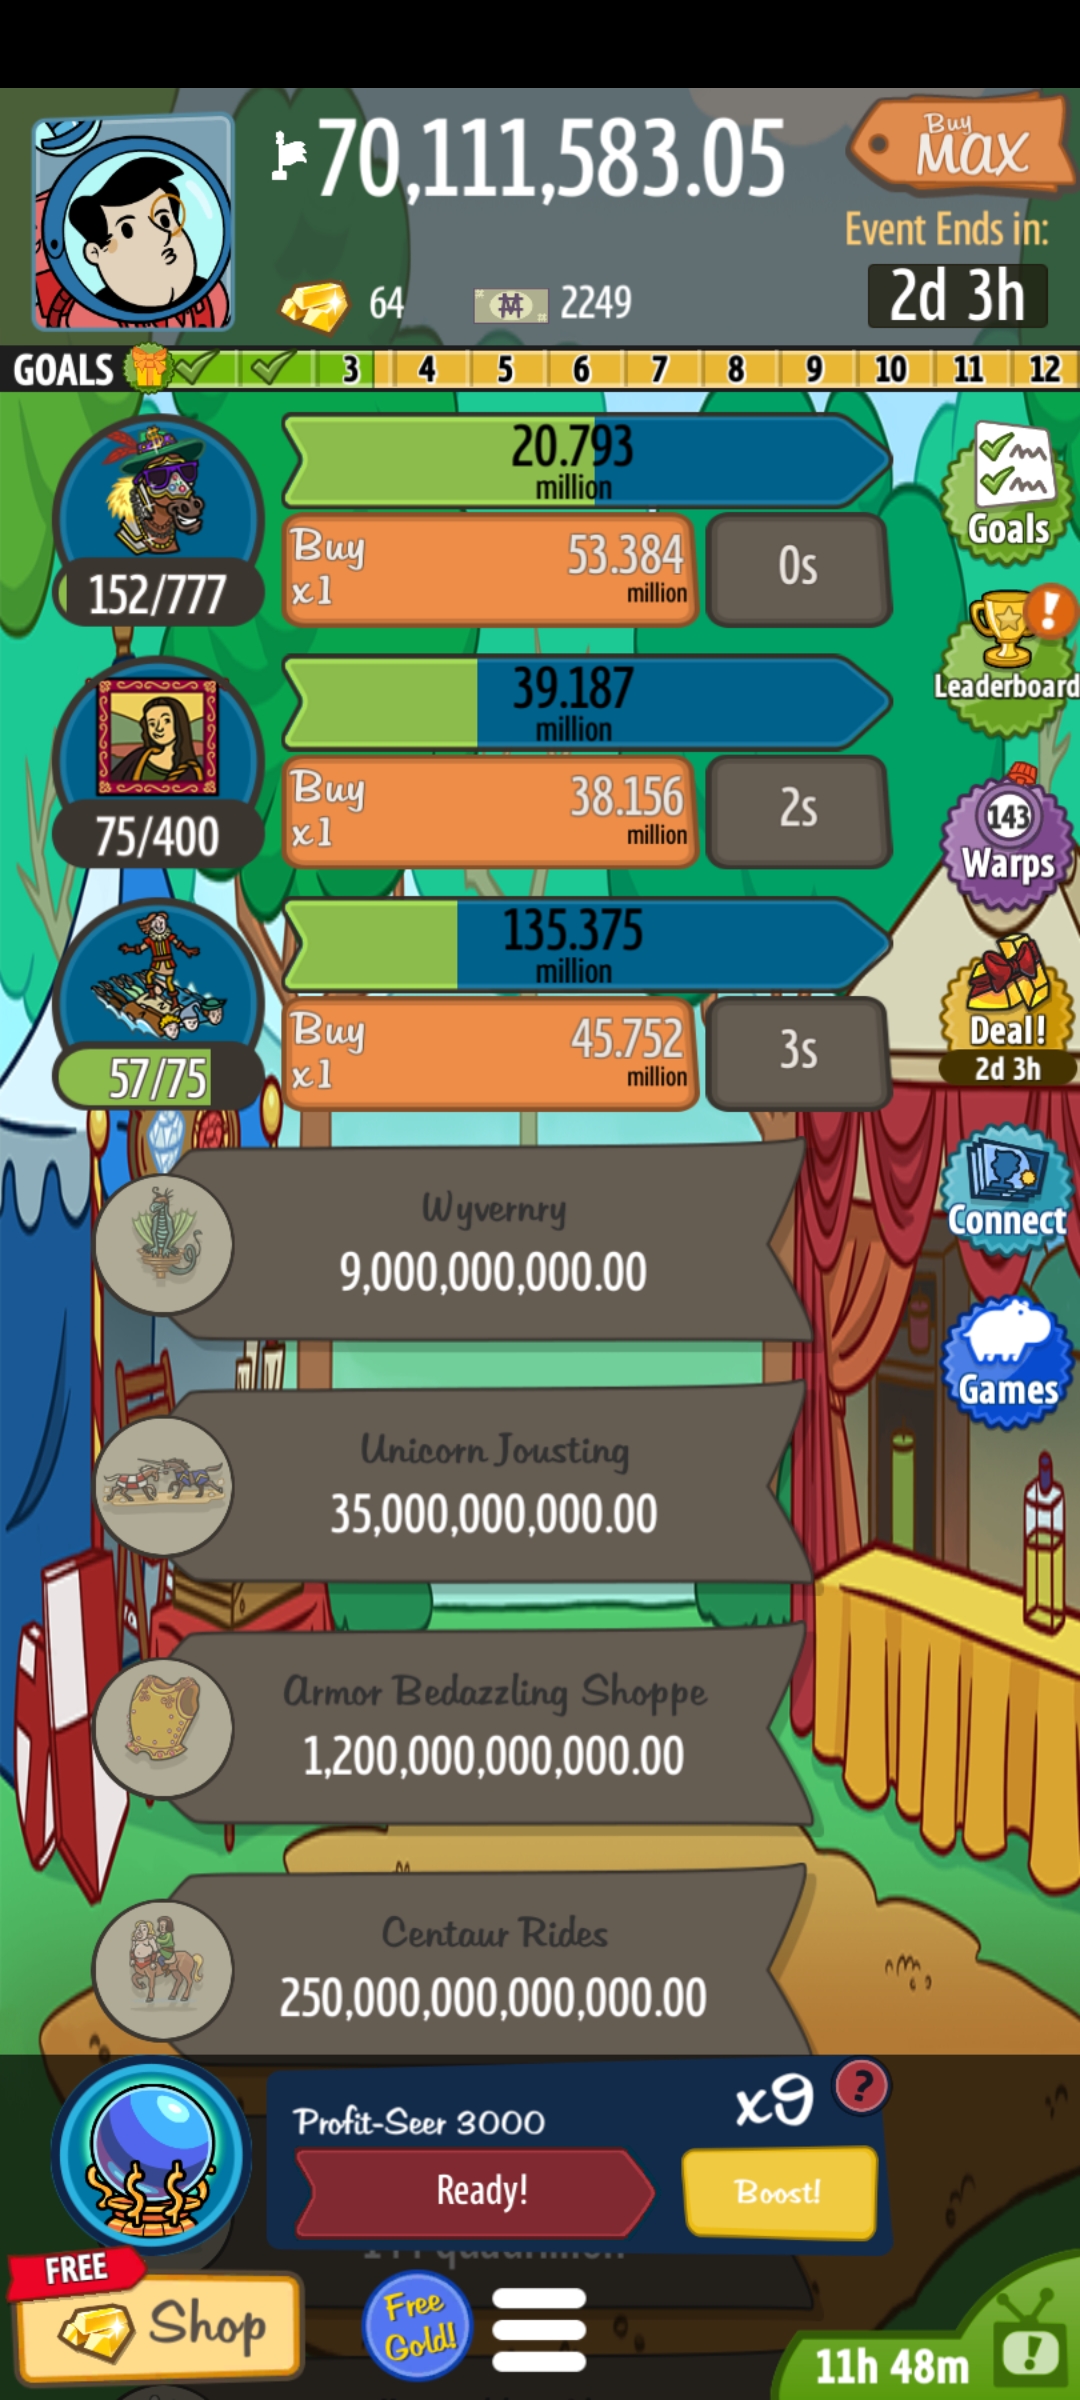 70,111,583.05
Buy
MAX
Event Ends in:
64
2249
2d 3h
GOALS 3 4 5 6 7 8 9 10 11 12
20.793
million
Buy
x1
53.384
million
0s
152/777
Goals
39.187
million
Buy
x1
38.156
million
2s
75/400
!
Leaderboard
143
Warps
135.375
million
Buy
x1
45.752
million
3s
57/75
Deal!
2d 3h
Wyvernry
9,000,000,000.00
Connect
Unicorn Jousting
35,000,000,000.00
Games
Armor Bedazzling Shoppe
1,200,000,000,000.00
Centaur Rides
250,000,000,000,000.00
Profit-Seer 3000
x9
?
Ready!
Boost!
FREE
Shop
Free
Gold!
11h 48m
!